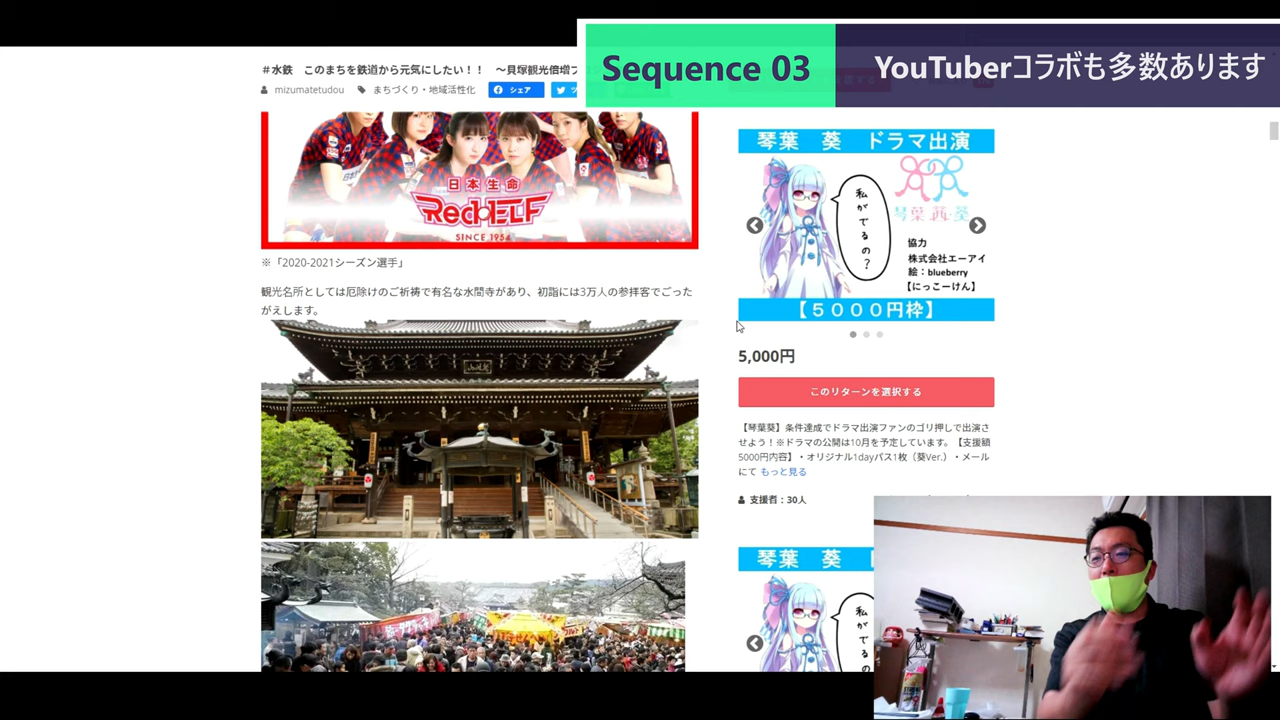 Sequence 03
YouTuberコラボも多数あります
＃水鉄　このまちを鉄道から元気にしたい！！　～貝塚観光倍増プ
mizumatetudou
まちづくり・地域活性化
シェア
日本生命
Red ELF
SINCE 1954
※「2020-2021シーズン選手」
観光名所としては厄除けのご祈祷で有名な水間寺があり、初詣には3万人の参拝客でごった
がえします。
琴葉　葵　ドラマ出演
私がでるの？
琴葉 茜・葵
協力
株式会社エーアイ
絵：blueberry
【にっこーけん】
【５０００円枠】
5,000円
このリターンを選択する
【琴葉葵】条件達成でドラマ出演ファンのゴリ押しで出演さ
せよう！※ドラマの公開は10月を予定しています。【支援額
5000円内容】・オリジナル1dayパス1枚（葵Ver.）・メール
にて もっと見る
支援者：30人
琴葉　葵
私が